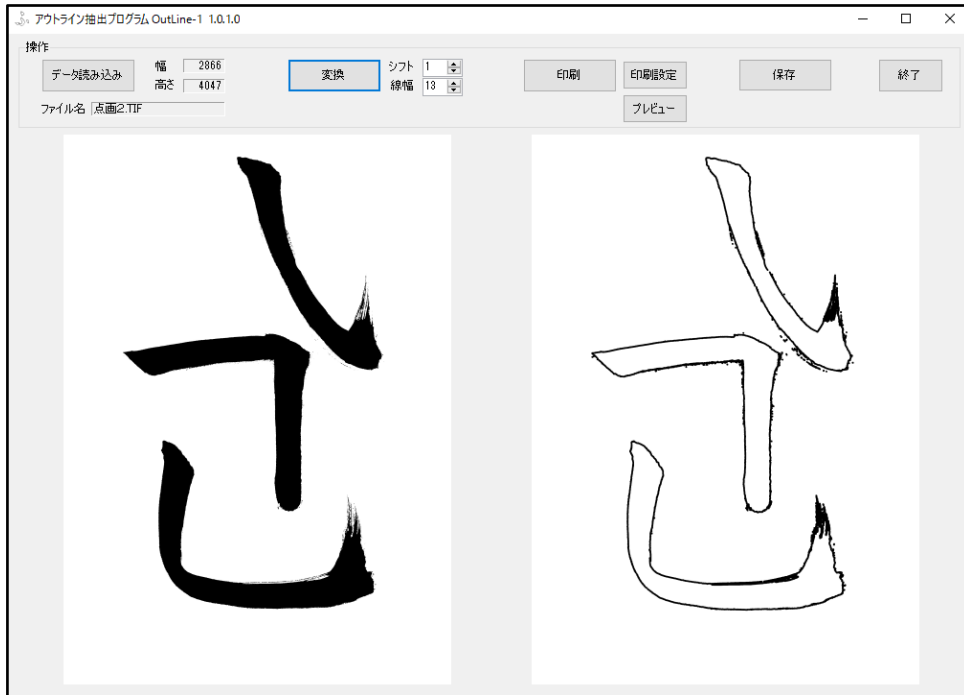 アウトライン抽出プログラム OutLine-1 1.0.1.0
操作
データ読み込み 幅 2866 変換 シフト 1 印刷 印刷設定 保存 終了
高さ 4047 線幅 13
ファイル名 点画2.TIF プレビュー